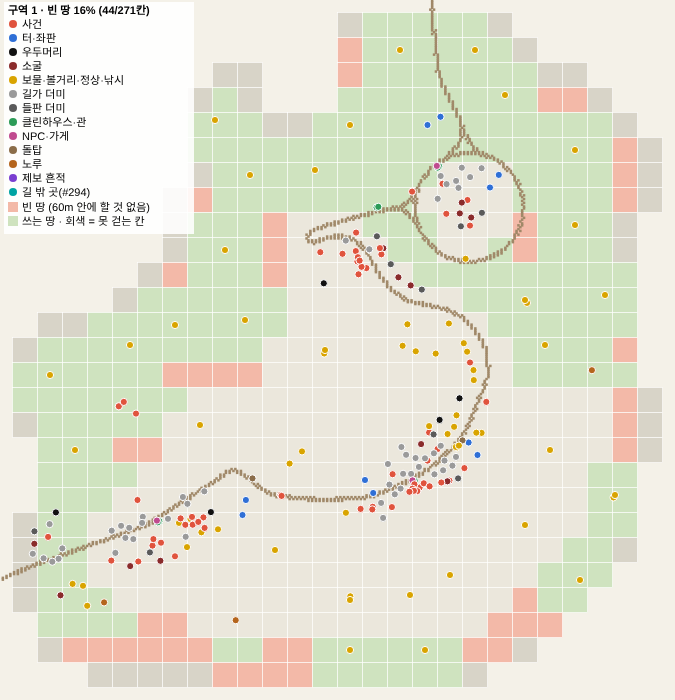 구역 1 · 빈 땅 16% (44/271칸)
사건
터·좌판
우두머리
소굴
보물·볼거리·정상·낚시
길가 더미
들판 더미
클린하우스·관
NPC·가게
돌탑
노루
제보 흔적
길 밖 곳(#294)
빈 땅 (60m 안에 할 것 없음)
쓰는 땅 · 회색 = 못 걷는 칸